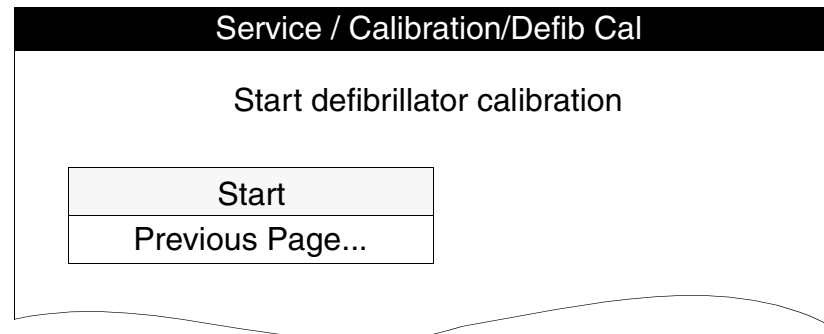 Service / Calibration/Defib Cal
Start defibrillator calibration
Start
Previous Page...